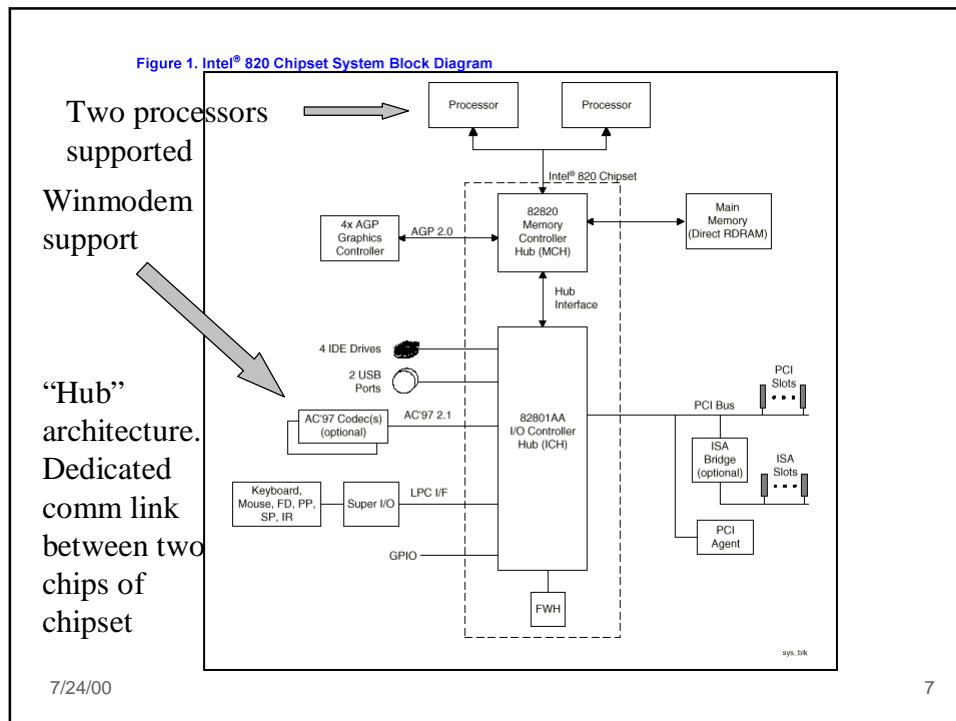 Figure 1. Intel® 820 Chipset System Block Diagram
Two processors
supported
Winmodem
support
“Hub”
architecture.
Dedicated
comm link
between two
chips of
chipset
Processor
Processor
Intel® 820 Chipset
4x AGP
Graphics
Controller
AGP 2.0
82820
Memory
Controller
Hub (MCH)
Main
Memory
(Direct RDRAM)
Hub
Interface
4 IDE Drives
2 USB
Ports
AC'97 Codec(s)
(optional)
AC'97 2.1
82801AA
I/O Controller
Hub (ICH)
PCI Bus
PCI
Slots
ISA
Bridge
(optional)
ISA
Slots
Keyboard,
Mouse, FD, PP,
SP, IR
Super I/O
LPC I/F
PCI
Agent
GPIO
FWH
sys_blk
7/24/00
7